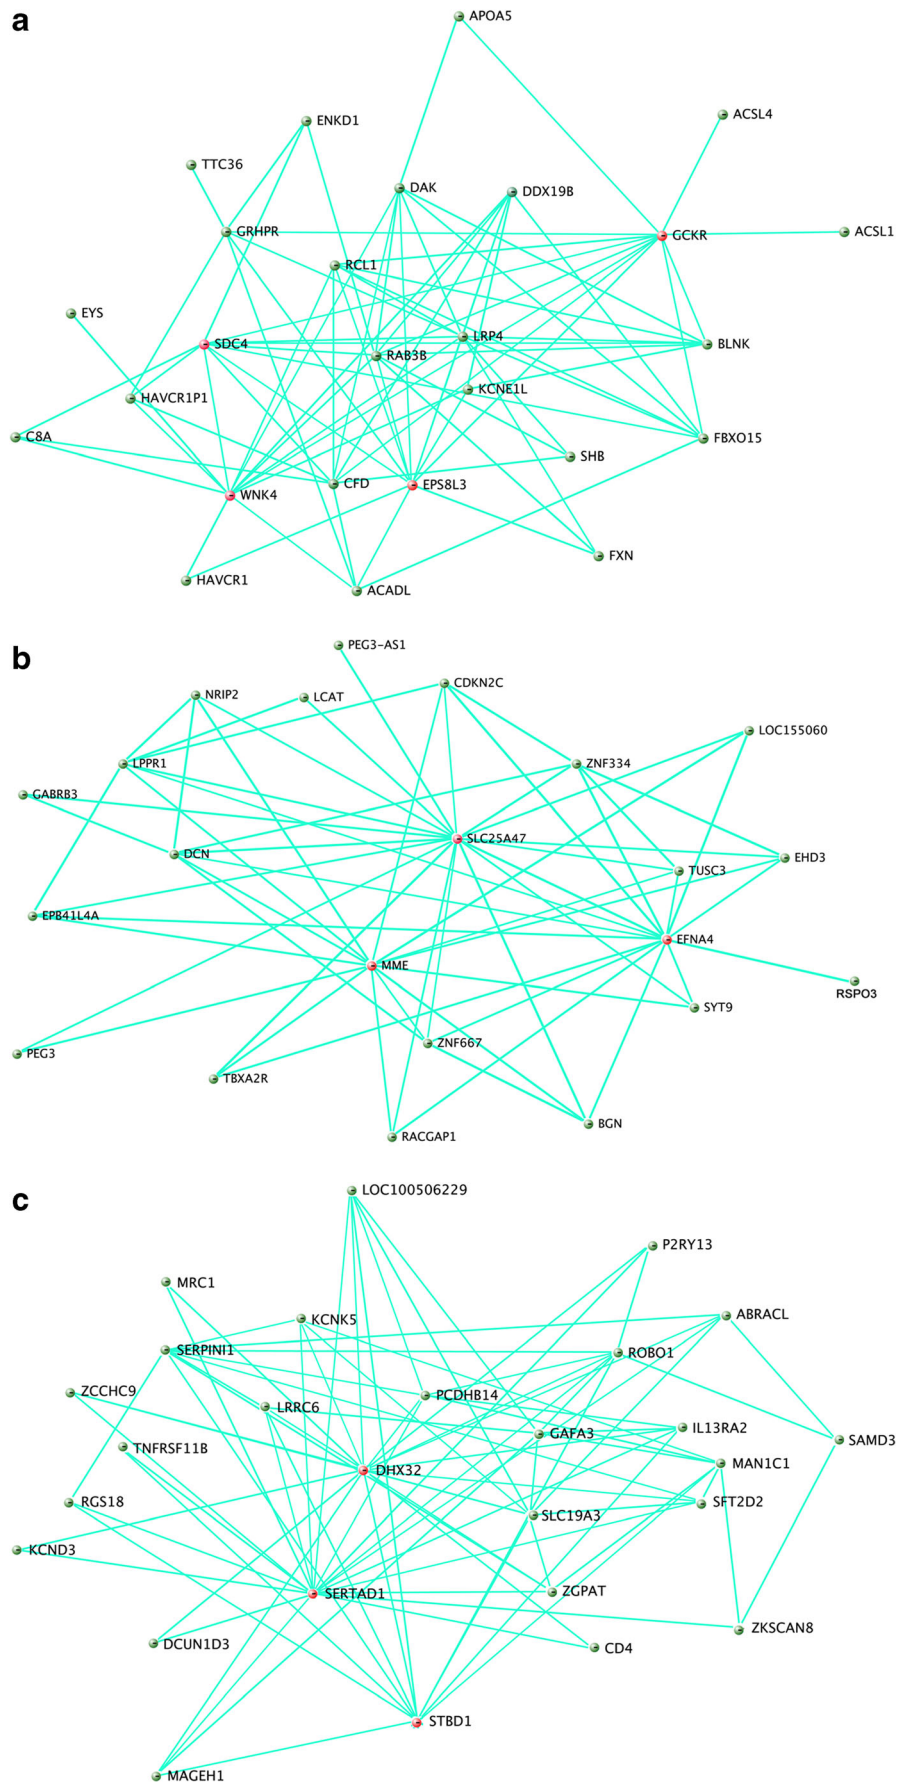 a
APOA5
ACSL4
ENKD1
TTC36
DAK
DDX19B
GRHPR
GCKR
ACSL1
RCL1
EYS
SDC4
LRP4
BLNK
RAB3B
KCNE1L
HAVCR1P1
C8A
FBXO15
SHB
CFD
EPS8L3
WNK4
FXN
HAVCR1
ACADL
b
PEG3-AS1
CDKN2C
NRIP2
LCAT
LOC155060
LPPR1
ZNF334
GABRB3
SLC25A47
DCN
EHD3
TUSC3
EPB41L4A
EFNA4
MME
RSPO3
SYT9
ZNF667
PEG3
TBXA2R
BGN
RACGAP1
c
LOC100506229
P2RY13
MRC1
KCNK5
ABRACL
SERPINI1
ROBO1
ZCCHC9
PCDHB14
LRRC6
IL13RA2
GAFA3
SAMD3
TNFRSF11B
MAN1C1
DHX32
RGS18
SFT2D2
SLC19A3
KCND3
SERTAD1
ZGPAT
ZKSCAN8
DCUN1D3
CD4
STBD1
MAGEH1